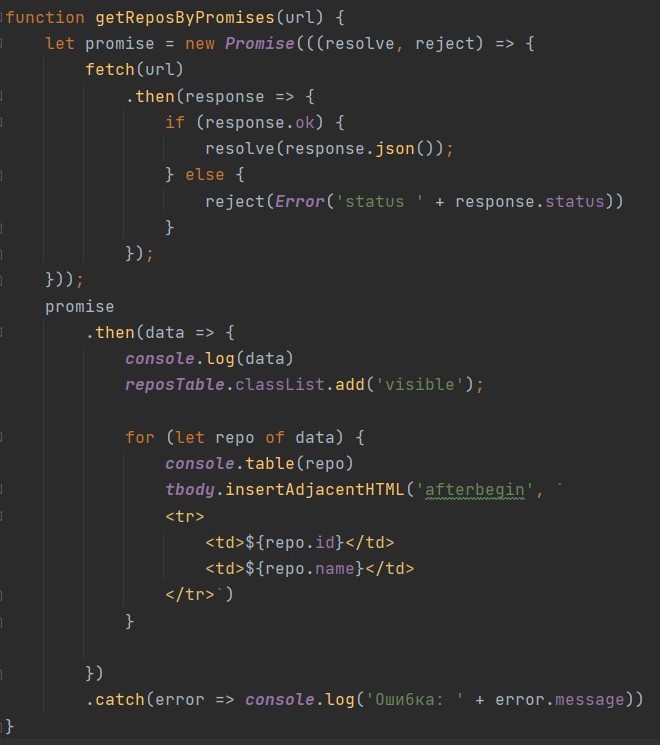 function getReposByPromises(url) {
    let promise = new Promise(((resolve, reject) => {
        fetch(url)
            .then(response => {
                if (response.ok) {
                    resolve(response.json());
                } else {
                    reject(Error('status ' + response.status))
                }
            });
    }));
    promise
        .then(data => {
            console.log(data)
            reposTable.classList.add('visible');

            for (let repo of data) {
                console.table(repo)
                tbody.insertAdjacentHTML('afterbegin', `
                <tr>
                    <td>${repo.id}</td>
                    <td>${repo.name}</td>
                </tr>`)
            }

        })
        .catch(error => console.log('Ошибка: ' + error.message))
}